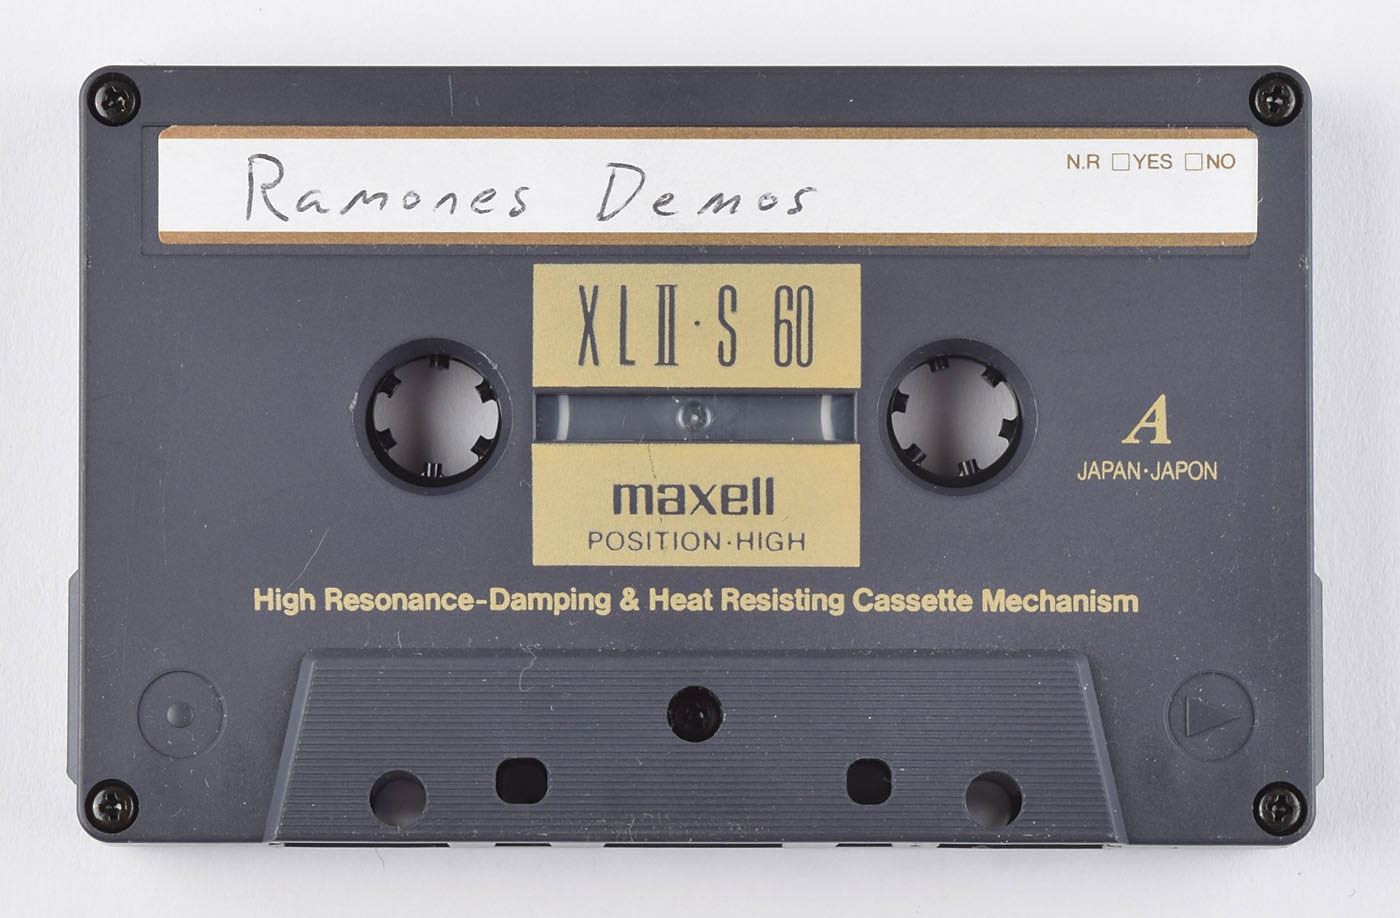 Ramones Demos
N.R □YES □NO
XLII·S 60
maxell
POSITION·HIGH
A
JAPAN·JAPON
High Resonance-Damping & Heat Resisting Cassette Mechanism